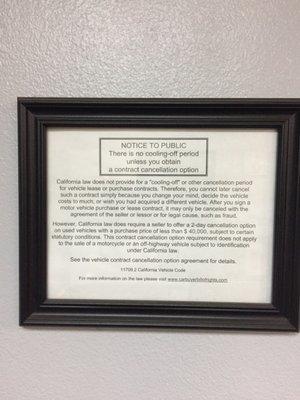 NOTICE TO PUBLIC
There is no cooling-off period
unless you obtain
a contract cancellation option
California law does not provide for a "cooling-off" or other cancellation period
for vehicle lease or purchase contracts. Therefore, you cannot later cancel
such a contract simply because you change your mind, decide the vehicle
costs to much, or wish you had acquired a different vehicle. After you sign a
motor vehicle purchase or lease contract, it may only be canceled with the
agreement of the seller or lessor or for legal cause, such as fraud.
However, California law does require a seller to offer a 2-day cancellation option
on used vehicles with a purchase price of less than $ 40,000, subject to certain
statutory conditions. This contract cancellation option requirement does not apply
to the sale of a motorcycle or an off-highway vehicle subject to identification
under California law.
See the vehicle contract cancellation option agreement for details.
11709.2 California Vehicle Code
For more information on the law please visit www.carbuyerbillofrights.com